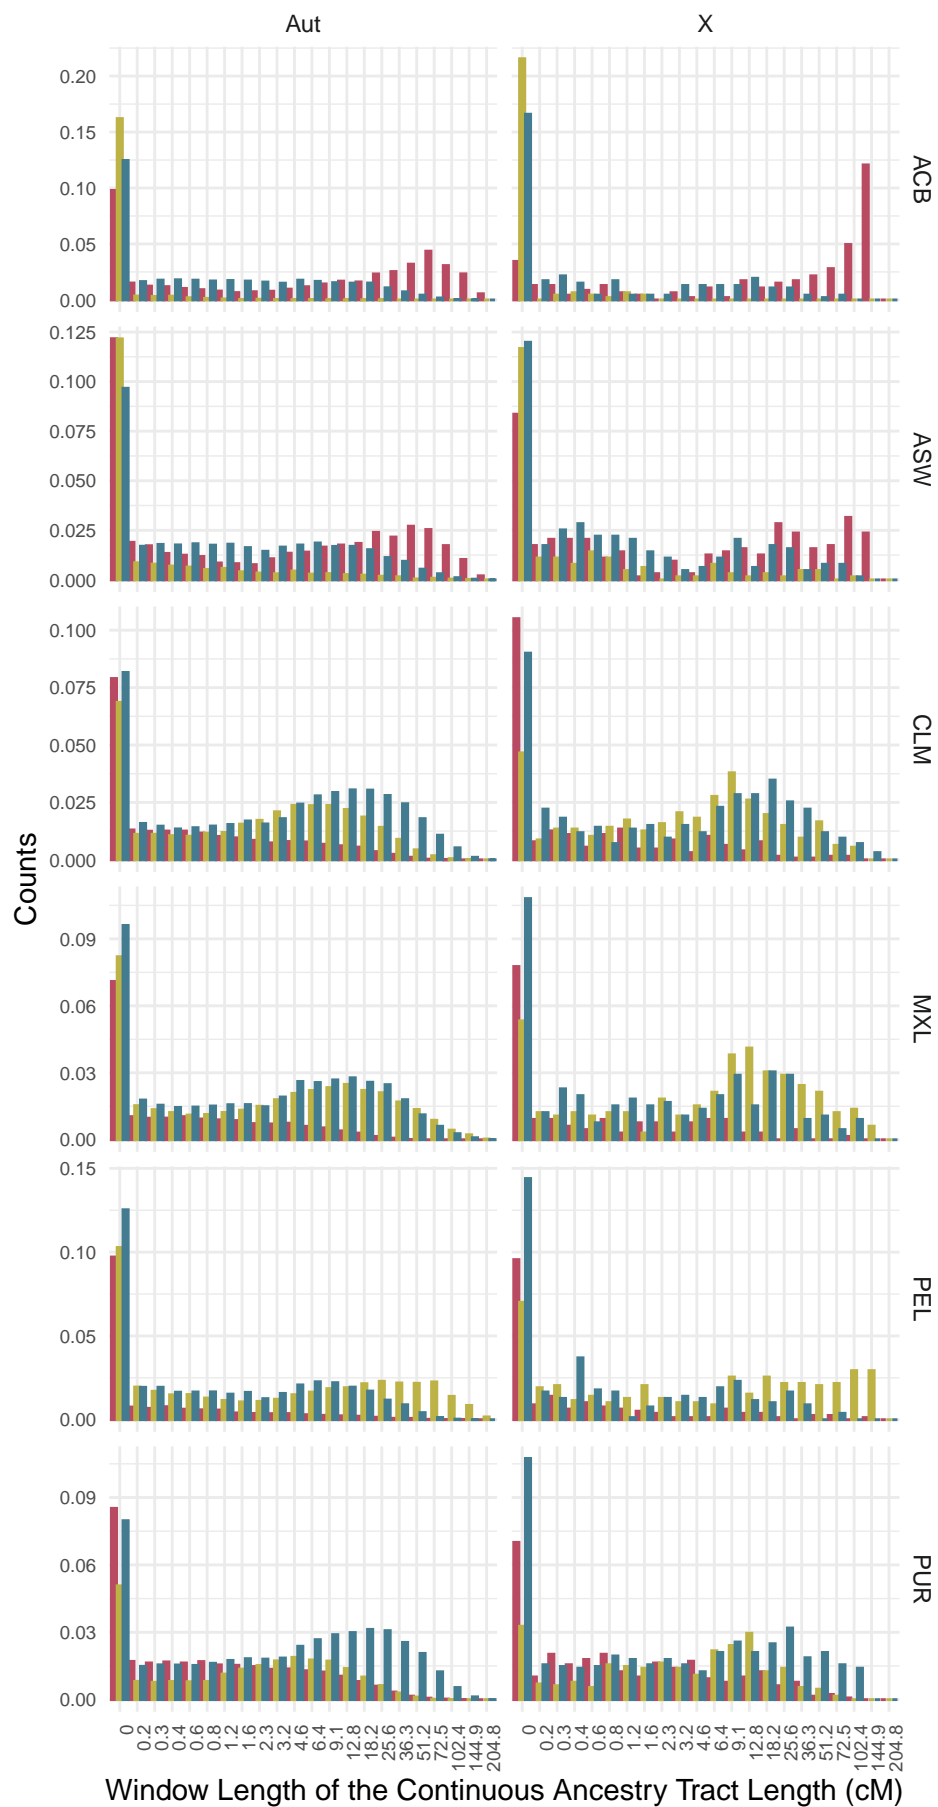 Aut
X
0.20
0.15
0.10
0.05
0.00
ACB
0.125
0.100
0.075
0.050
0.025
0.000
ASW
0.100
0.075
0.050
0.025
0.000
CLM
Counts
0.09
0.06
0.03
0.00
MXL
0.15
0.10
0.05
0.00
PEL
0.09
0.06
0.03
0.00
PUR
0 0.2 0.3 0.4 0.6 0.8 1.2 1.6 2.3 3.2 4.6 6.4 9.1 12.8 18.2 25.6 36.3 51.2 72.5 102.4 144.9 204.8
0 0.2 0.3 0.4 0.6 0.8 1.2 1.6 2.3 3.2 4.6 6.4 9.1 12.8 18.2 25.6 36.3 51.2 72.5 102.4 144.9 204.8
Window Length of the Continuous Ancestry Tract Length (cM)